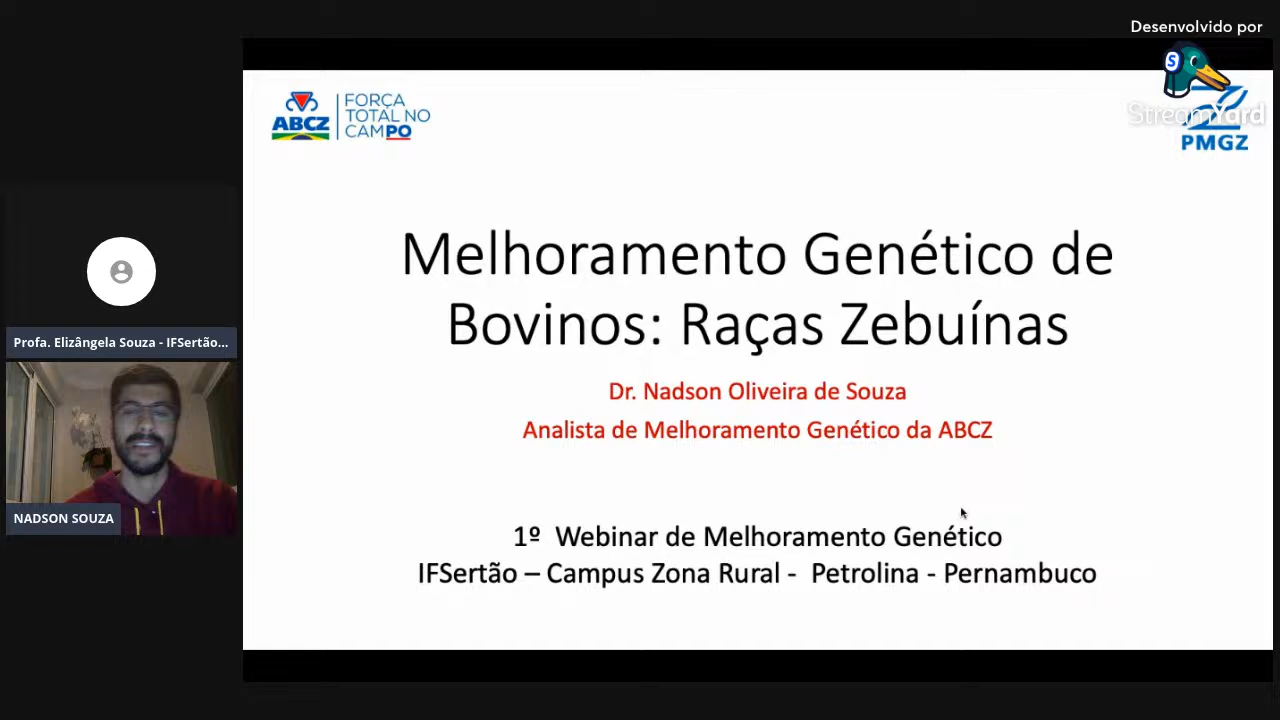 Desenvolvido por
S
StreamYard
ABCZ
FORÇA
TOTAL NO
CAMPO
PMGZ
Melhoramento Genético de
Bovinos: Raças Zebuínas
Dr. Nadson Oliveira de Souza
Analista de Melhoramento Genético da ABCZ
1º Webinar de Melhoramento Genético
IFSertão – Campus Zona Rural - Petrolina - Pernambuco
Profa. Elizângela Souza - IFSertão...
NADSON SOUZA